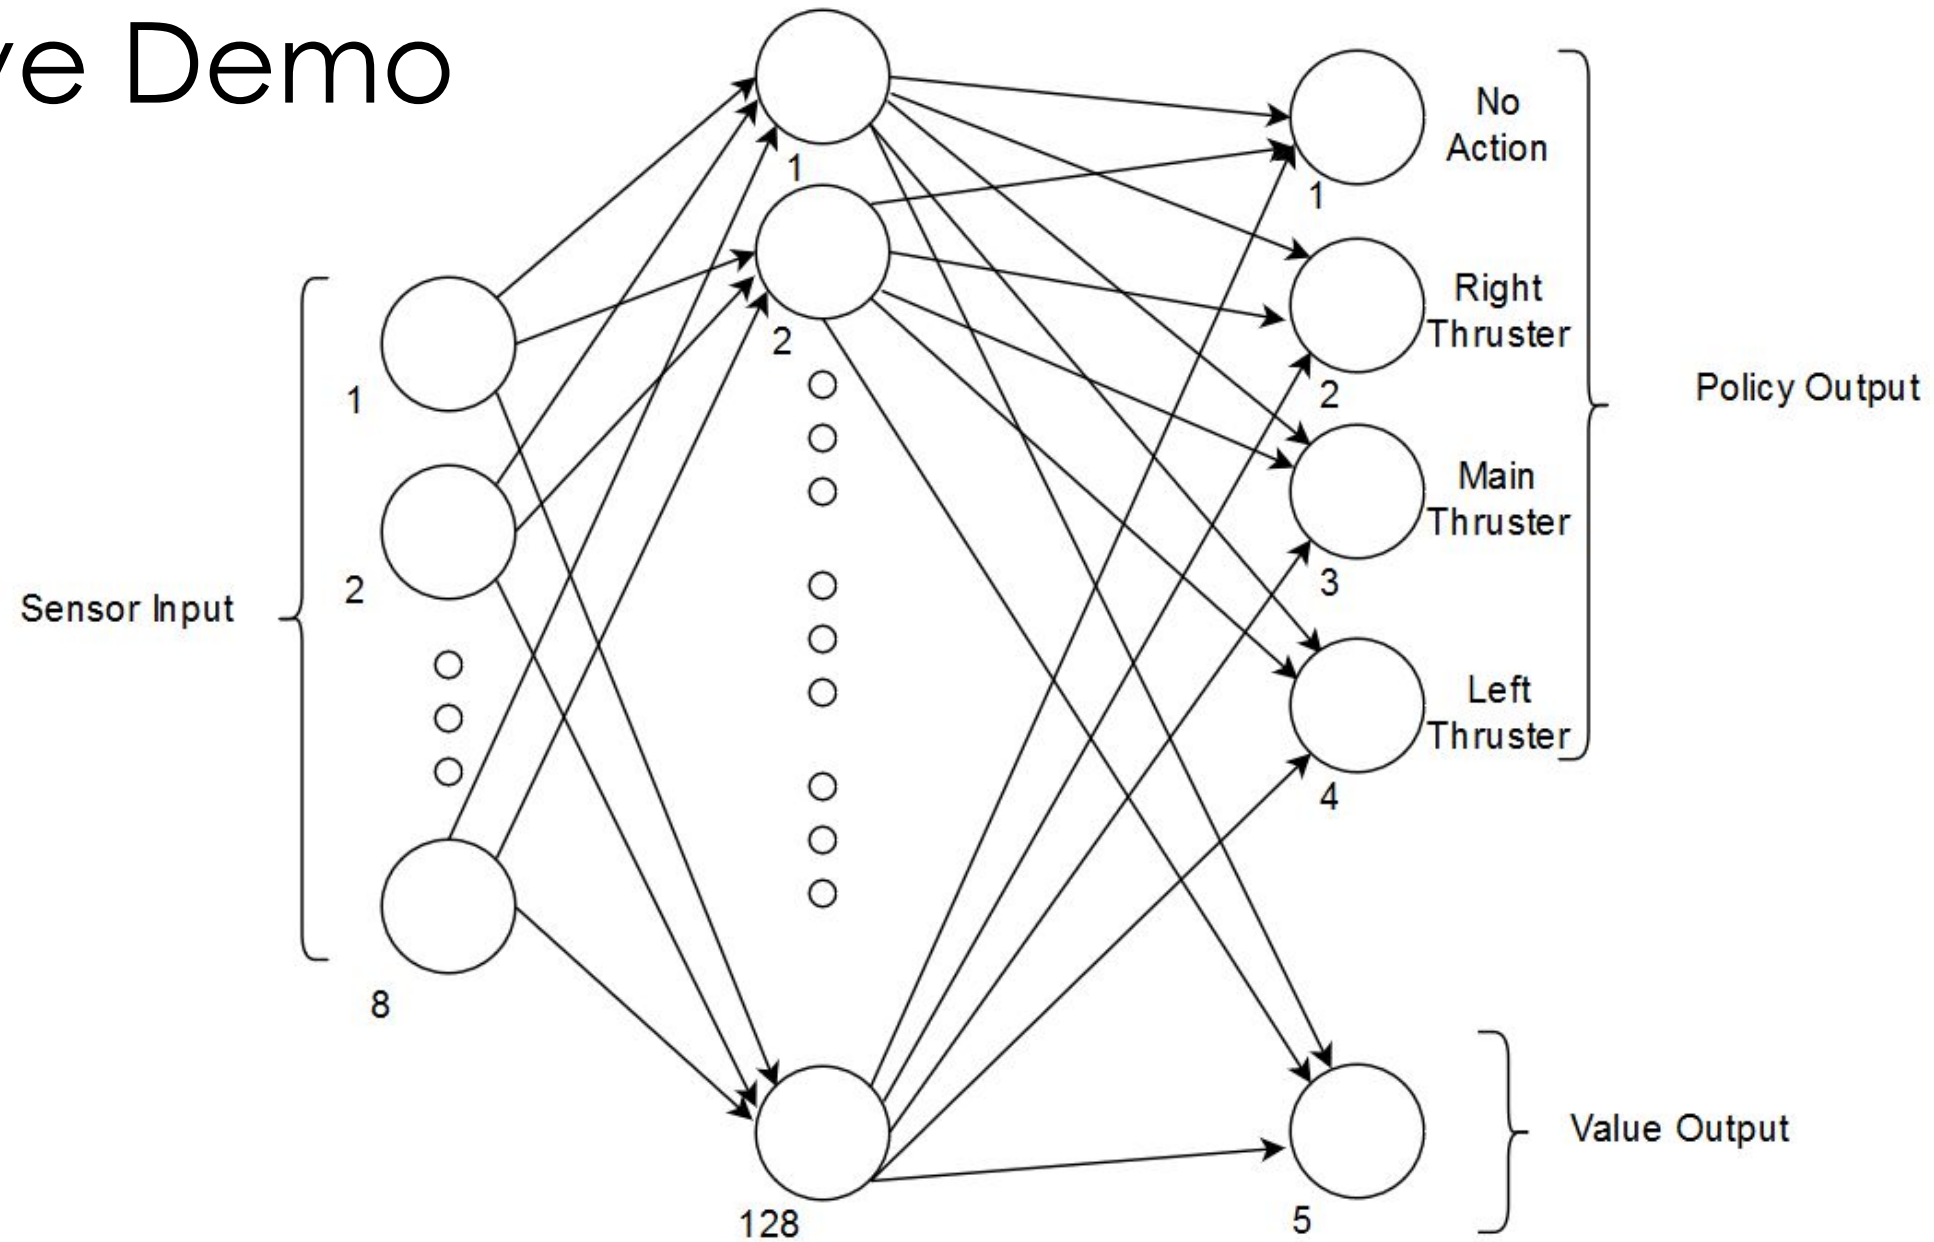 ve Demo
1
No
Action
1
1
Right
Thruster
2
2
1
Main
Thruster
3
2
Sensor Input
Policy Output
Left
Thruster
4
8
Value Output
128
5